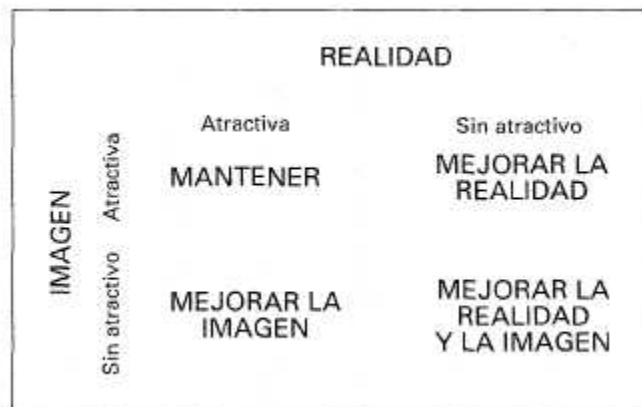 REALIDAD
Atractiva
Sin atractivo
IMAGEN
Atractiva
MANTENER
MEJORAR LA
REALIDAD
Sin atractivo
MEJORAR LA
IMAGEN
MEJORAR LA
REALIDAD
Y LA IMAGEN